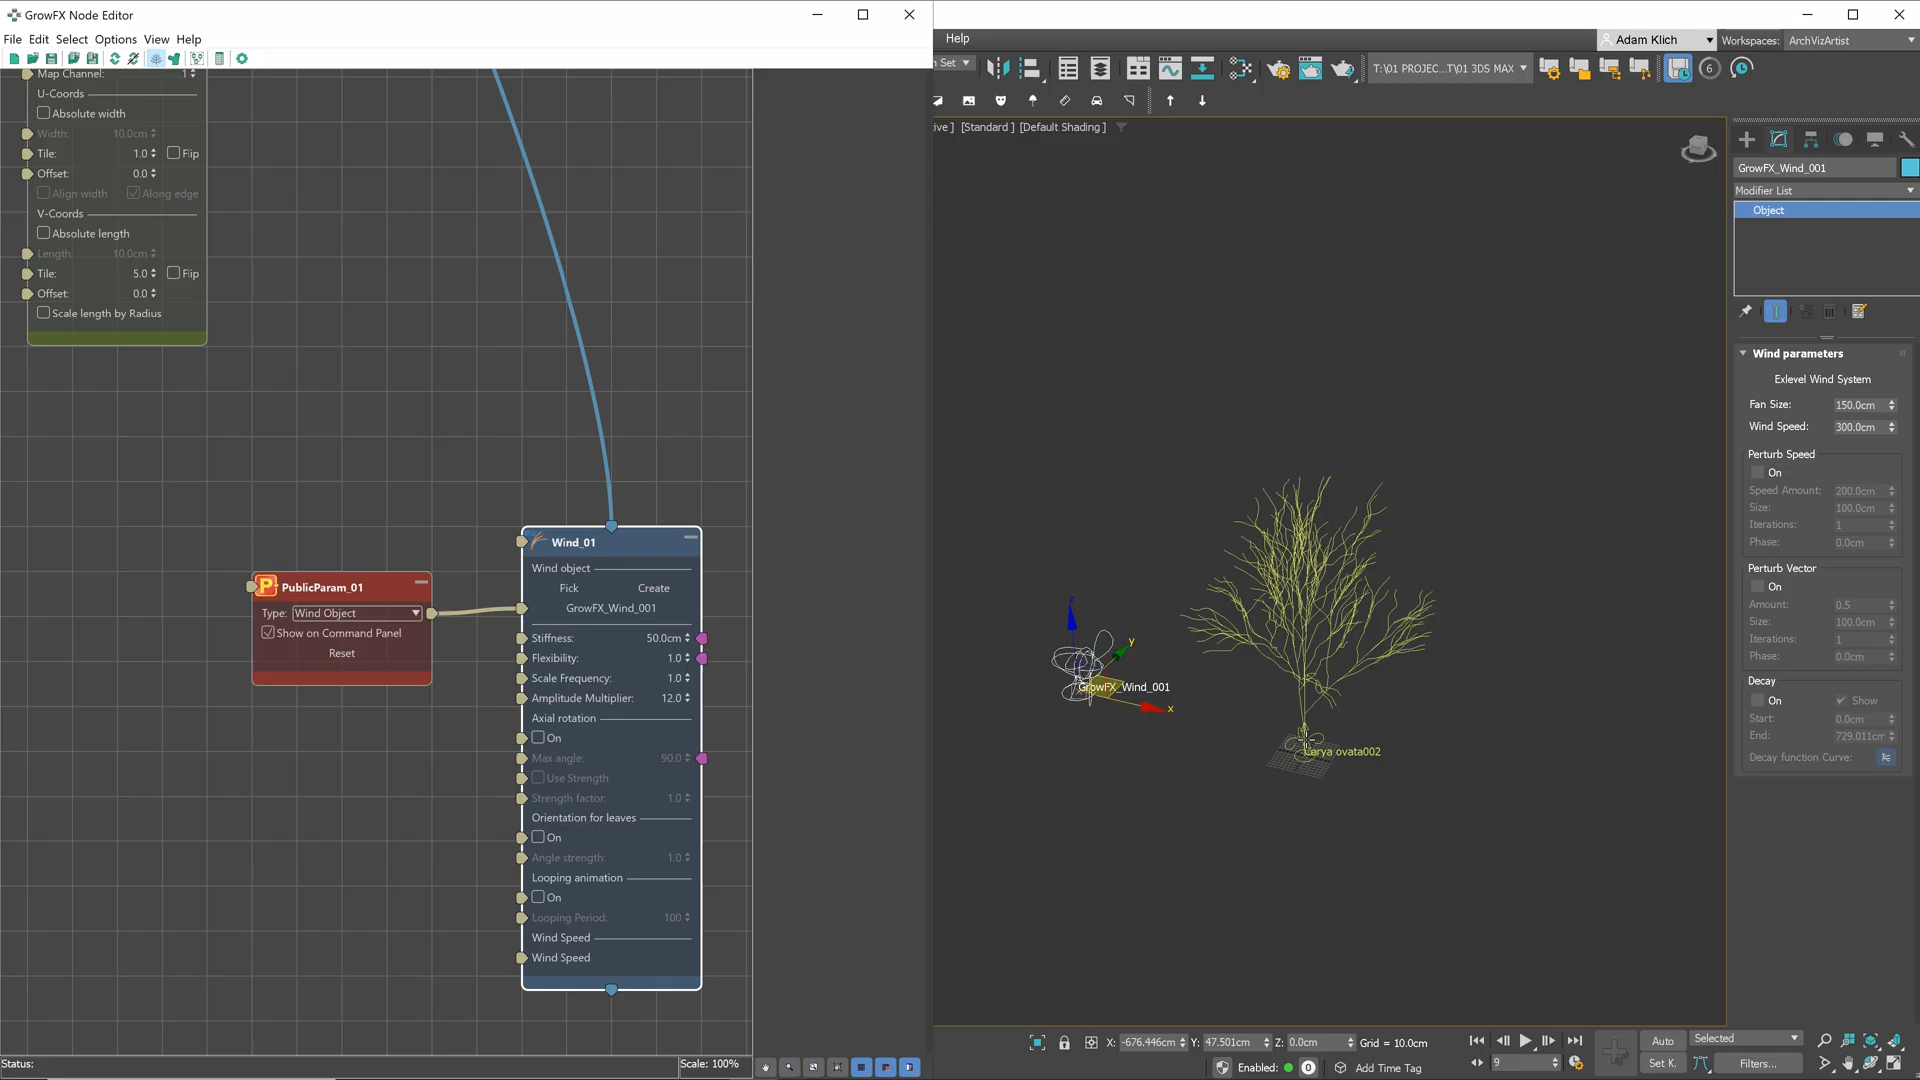 GrowFX Node Editor
File Edit Select Options View Help
Map Channel: 1
U-Coords
Absolute width
Width: 10.0cm
Tile: 1.0 Flip
Offset: 0.0
Align width Along edge
V-Coords
Absolute length
Length: 10.0cm
Tile: 5.0 Flip
Offset: 0.0
Scale length by Radius
P PublicParam_01
Type: Wind Object
Show on Command Panel
Reset
Wind_01
Wind object
Pick Create
GrowFX_Wind_001
Stiffness: 50.0cm
Flexibility: 1.0
Scale Frequency: 1.0
Amplitude Multiplier: 12.0
Axial rotation
On
Max angle: 90.0
Use Strength
Strength factor: 1.0
Orientation for leaves
On
Angle strength: 1.0
Looping animation
On
Looping Period: 100
Wind Speed
Wind Speed
Status: Scale: 100%
Help Adam Klich Workspaces: ArchVizArtist
n Set T:\01 PROJEC...T\01 3DS MAX 6
ive ] [Standard ] [Default Shading ]
z
y
GrowFX_Wind_001
x
arya ovata002
GrowFX_Wind_001
Modifier List
Object
Wind parameters
Exlevel Wind System
Fan Size: 150.0cm
Wind Speed: 300.0cm
Perturb Speed
On
Speed Amount: 200.0cm
Size: 100.0cm
Iterations: 1
Phase: 0.0cm
Perturb Vector
On
Amount: 0.5
Size: 100.0cm
Iterations: 1
Phase: 0.0cm
Decay
On Show
Start: 0.0cm
End: 729.011cm
Decay function Curve:
X: -676.446cm Y: 47.501cm Z: 0.0cm Grid = 10.0cm Auto Selected
Enabled: 0 Add Time Tag 9 Set K. Filters...